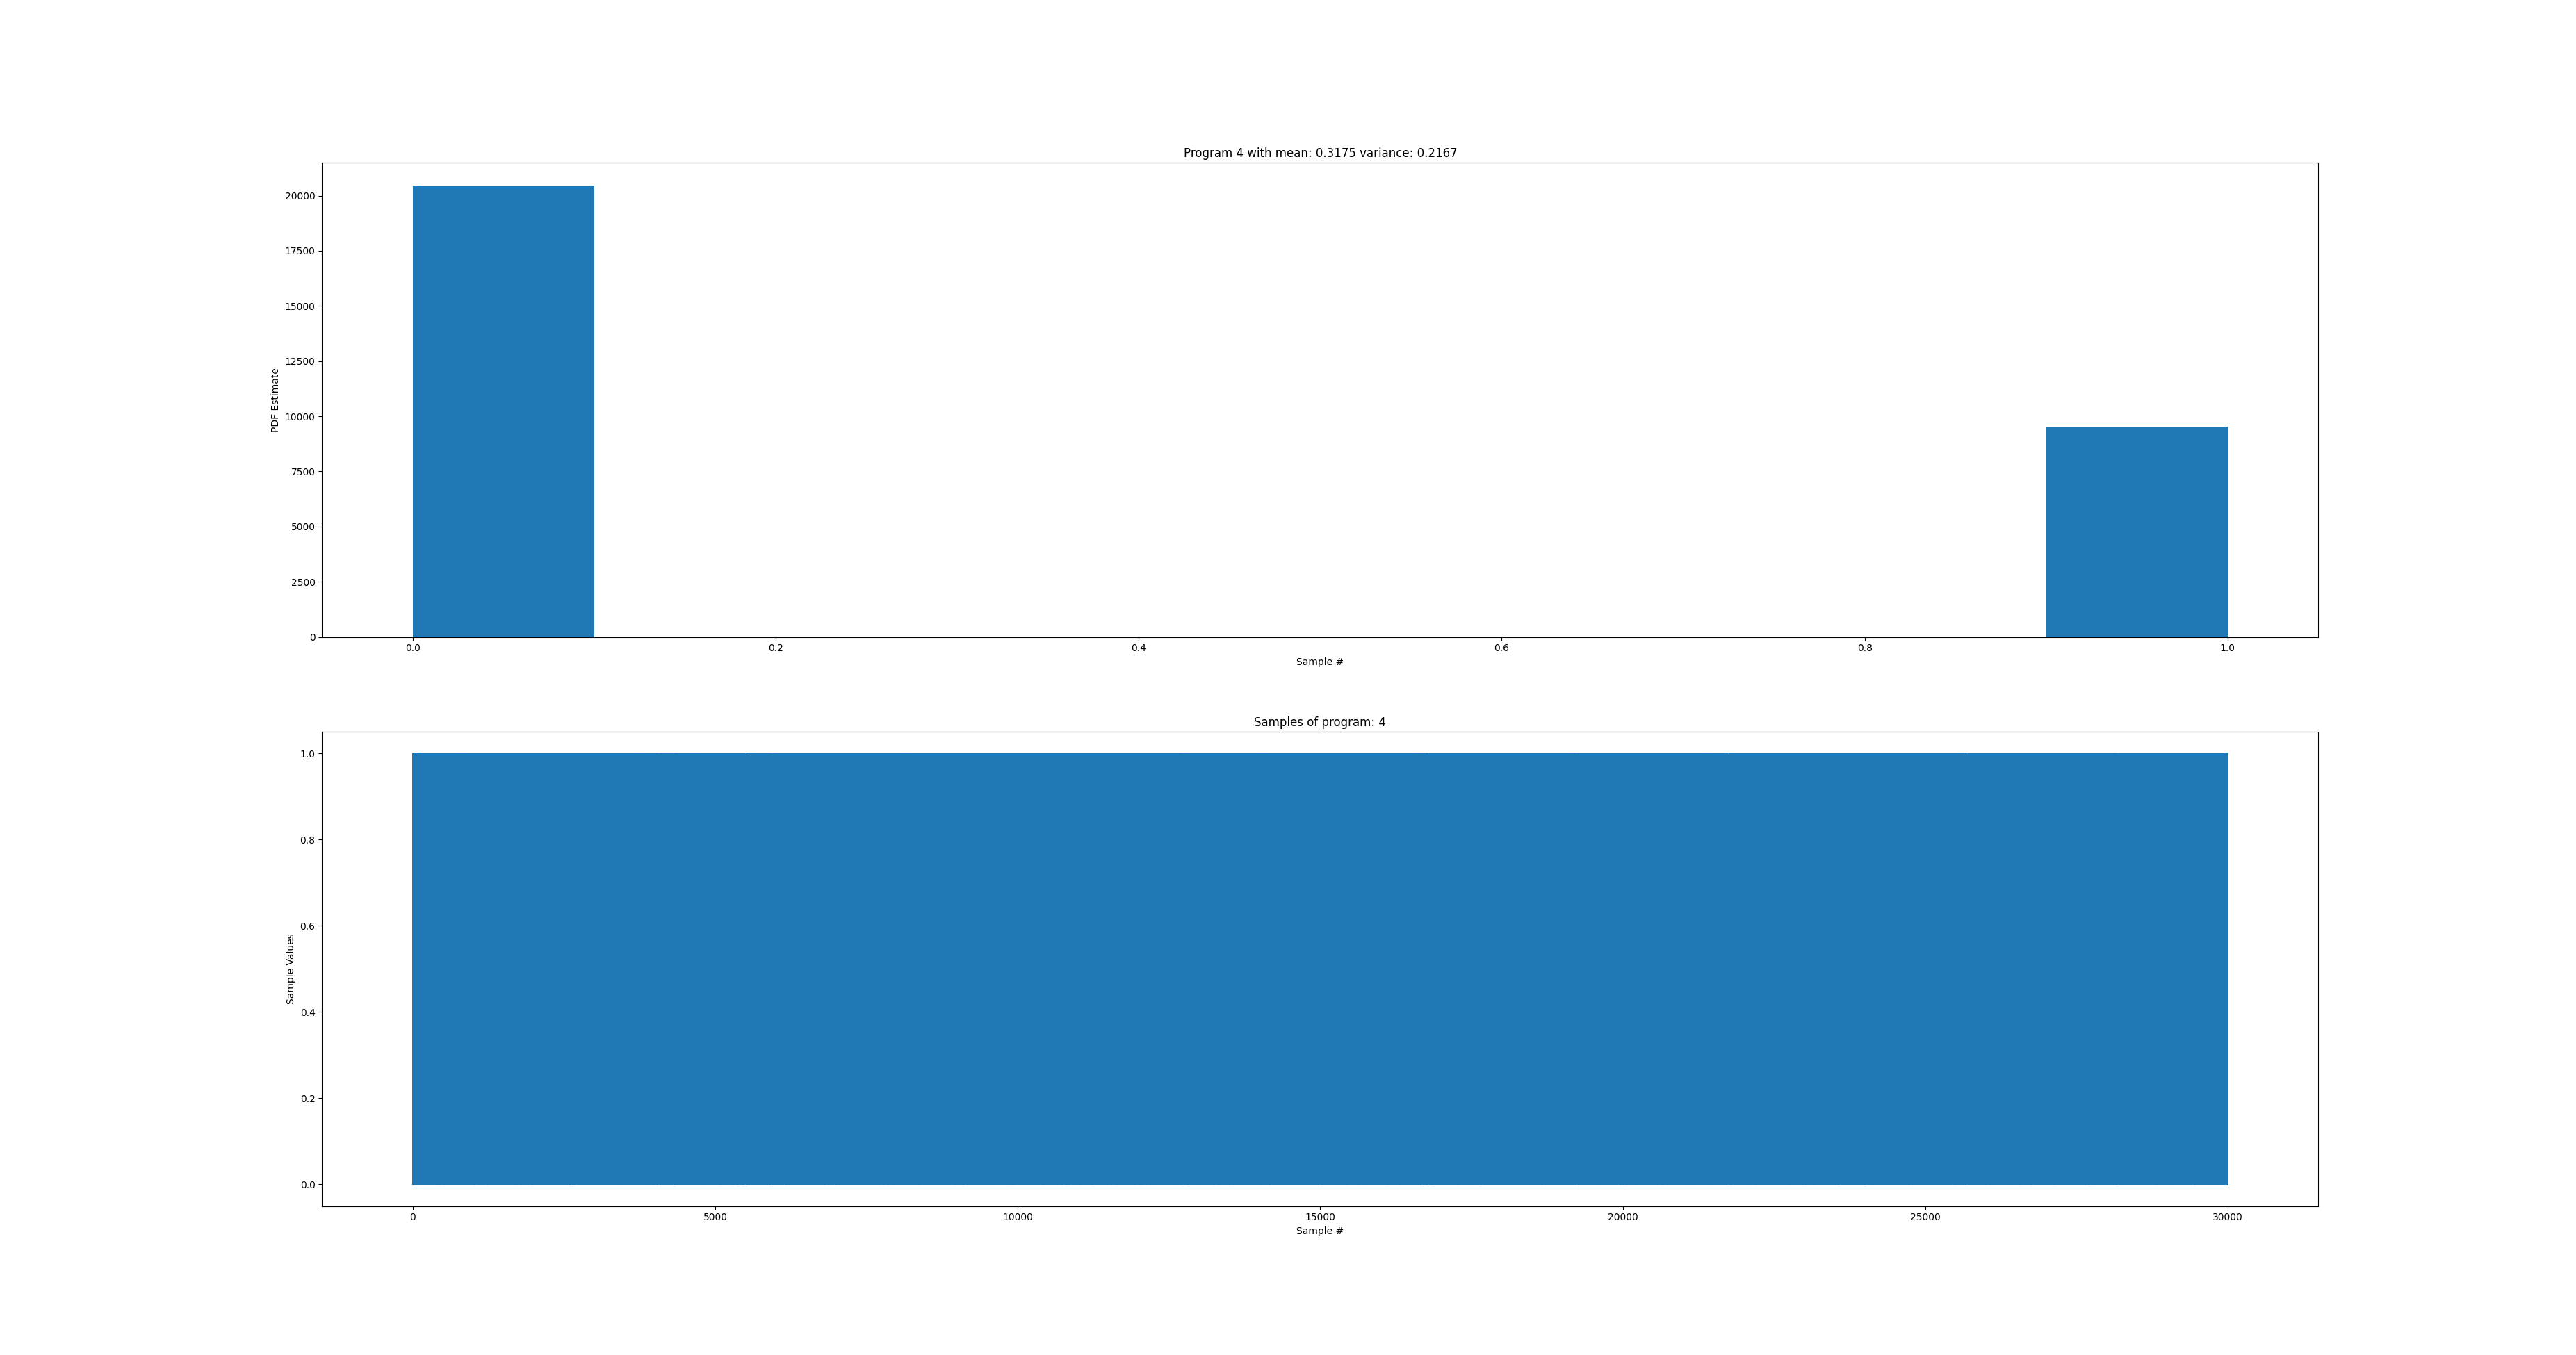 Program 4 with mean: 0.3175 variance: 0.2167
20000
17500
15000
12500
10000
7500
5000
2500
0
PDF Estimate
0.0 0.2 0.4 0.6 0.8 1.0
Sample #
Samples of program: 4
1.0
0.8
0.6
0.4
0.2
0.0
Sample Values
0 5000 10000 15000 20000 25000 30000
Sample #